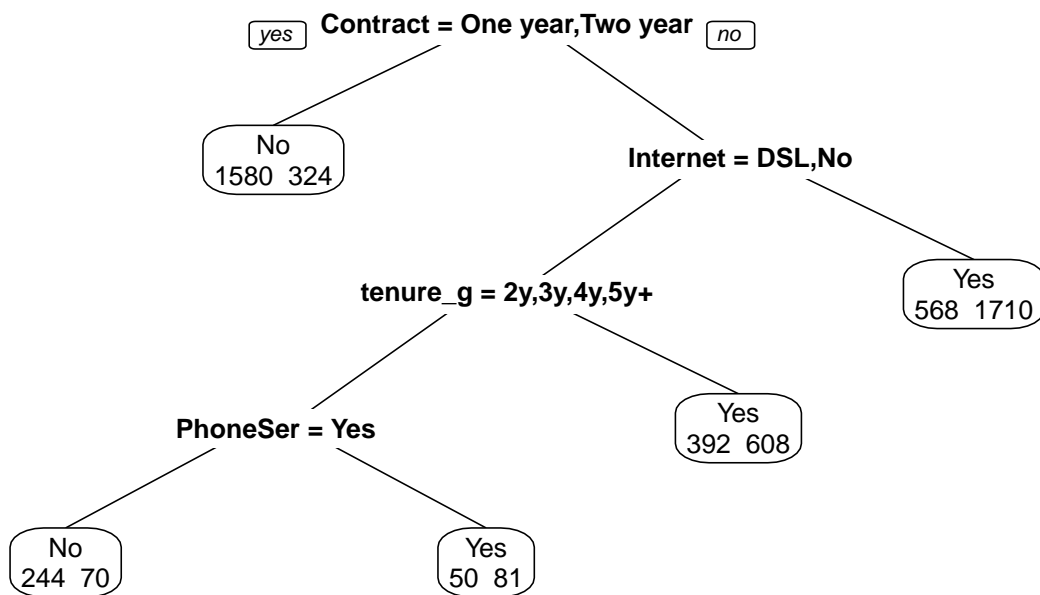 yes Contract = One year,Two year no
No
1580 324
Internet = DSL,No
Yes
568 1710
tenure_g = 2y,3y,4y,5y+
Yes
392 608
PhoneSer = Yes
No
244 70
Yes
50 81